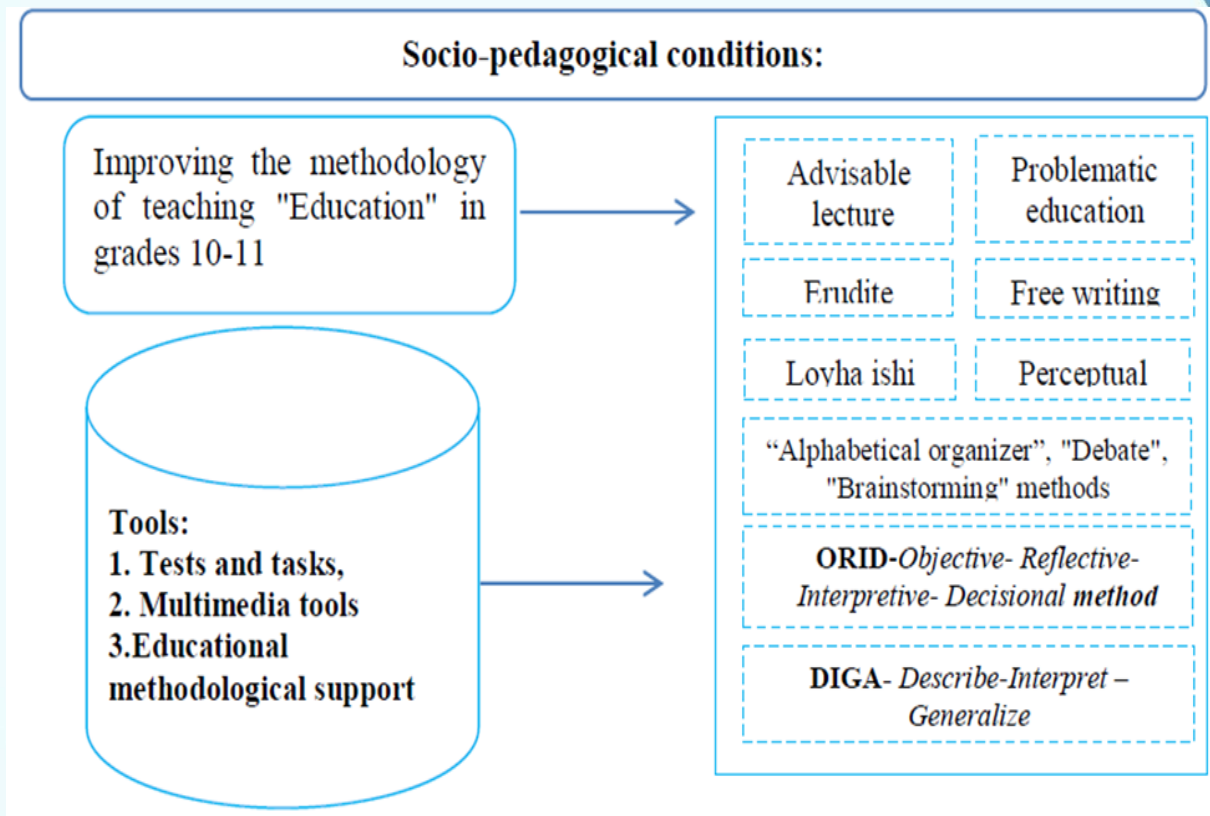 Socio-pedagogical conditions:
Improving the methodology
of teaching "Education" in
grades 10-11
Advisable
lecture
Problematic
education
Erudite
Free writing
Loyha ishi
Perceptual
“Alphabetical organizer”, "Debate",
"Brainstorming" methods
ORID-Objective- Reflective-
Interpretive- Decisional method
DIGA- Describe-Interpret –
Generalize
Tools:
1. Tests and tasks,
2. Multimedia tools
3.Educational
methodological support